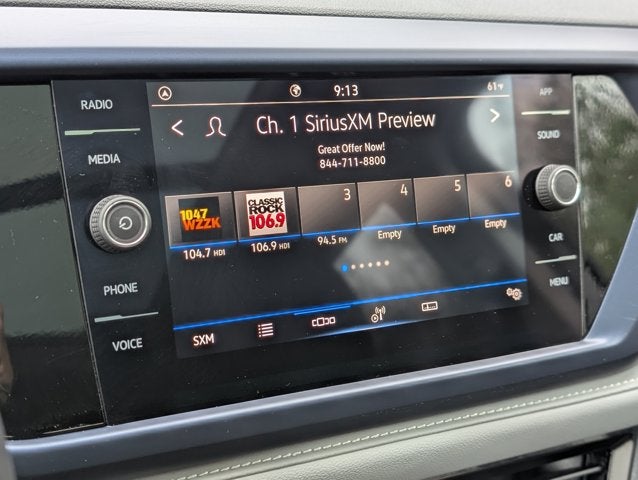 RADIO
MEDIA
PHONE
VOICE
9:13
61°F
< Ch. 1 SiriusXM Preview >
Great Offer Now!
844-711-8800
1047
WZZK
CLASSIC
ROCK
106.9
3
4
5
6
104.7 HD1
106.9 HD1
94.5 FM
Empty
Empty
Empty
SXM
APP
SOUND
CAR
MENU